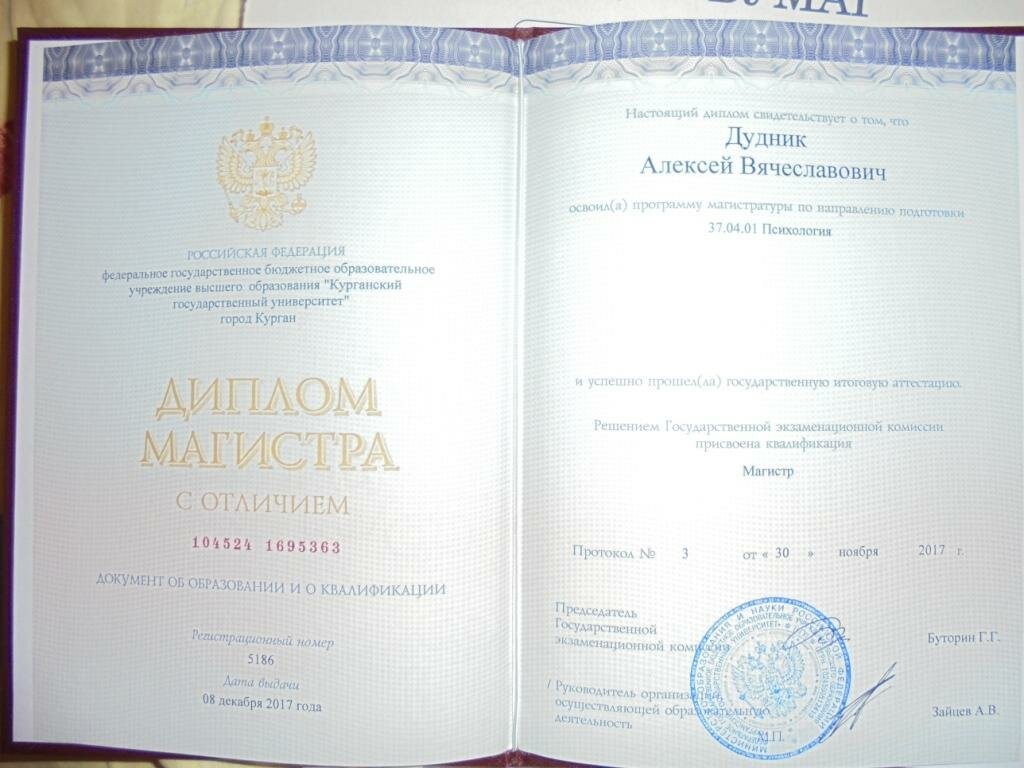 РОССИЙСКАЯ ФЕДЕРАЦИЯ
федеральное государственное бюджетное образовательное
учреждение высшего образования "Курганский
государственный университет"
город Курган
ДИПЛОМ
МАГИСТРА
С ОТЛИЧИЕМ
104524 1695363
ДОКУМЕНТ ОБ ОБРАЗОВАНИИ И О КВАЛИФИКАЦИИ
Регистрационный номер
5186
Дата выдачи
08 декабря 2017 года
Настоящий диплом свидетельствует о том, что
Дудник
Алексей Вячеславович
освоил(а) программу магистратуры по направлению подготовки
37.04.01 Психология
и успешно прошел(ла) государственную итоговую аттестацию.
Решением Государственной экзаменационной комиссии
присвоена квалификация
Магистр
Протокол № 3 от « 30 » ноября 2017 г.
Председатель
Государственной
экзаменационной комиссии
Буторин Г.Г.
/ Руководитель организации,
осуществляющей образовательную
деятельность
Зайцев А.В.
М.П.